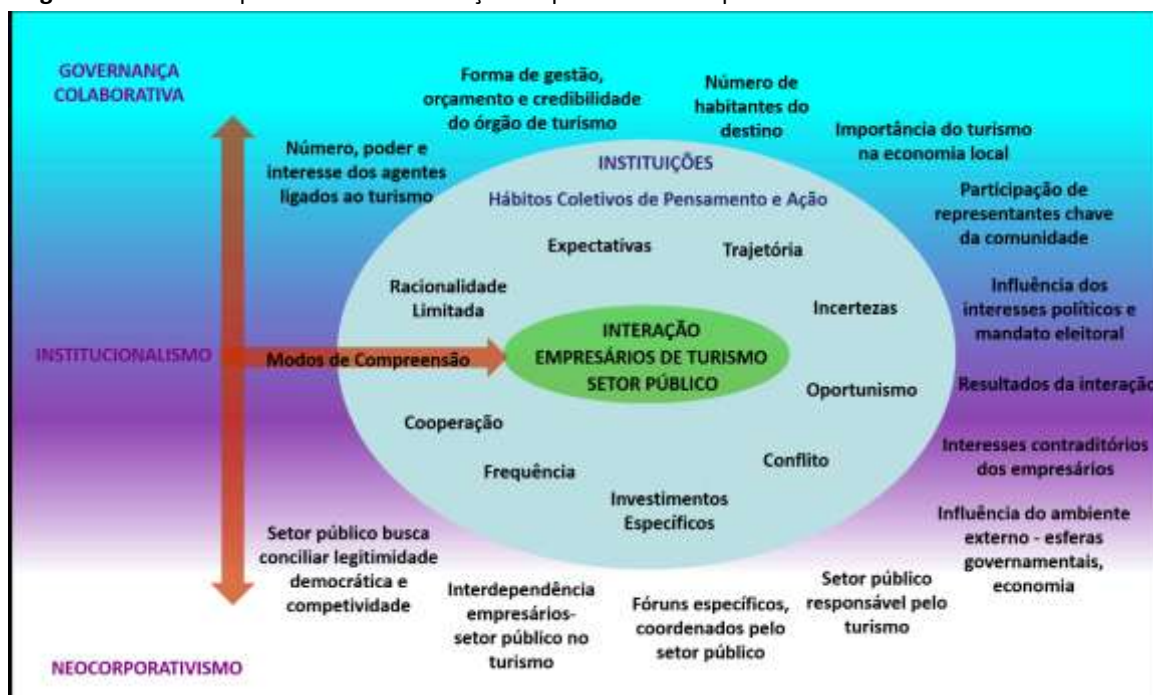 GOVERNANÇA
COLABORATIVA
Forma de gestão,
orçamento e credibilidade
do órgão de turismo
Número de
habitantes do
destino
Importância do turismo
na economia local
Número, poder e
interesse dos agentes
ligados ao turismo
INSTITUIÇÕES
Hábitos Coletivos de Pensamento e Ação
Participação de
representantes chave
da comunidade
Expectativas
Trajetória
Racionalidade
Limitada
Incertezas
Influência dos
interesses políticos e
mandato eleitoral
INSTITUCIONALISMO
Modos de Compreensão
INTERAÇÃO
EMPRESÁRIOS DE TURISMO
SETOR PÚBLICO
Oportunismo
Resultados da interação
Cooperação
Frequência
Conflito
Interesses contraditórios
dos empresários
Investimentos
Específicos
Influência do ambiente
externo - esferas
governamentais,
economia
Setor público busca
conciliar legitimidade
democrática e
competividade
Interdependência
empresários-
setor público no
turismo
Fóruns específicos,
coordenados pelo
setor público
Setor público
responsável pelo
turismo
NEOCORPORATIVISMO